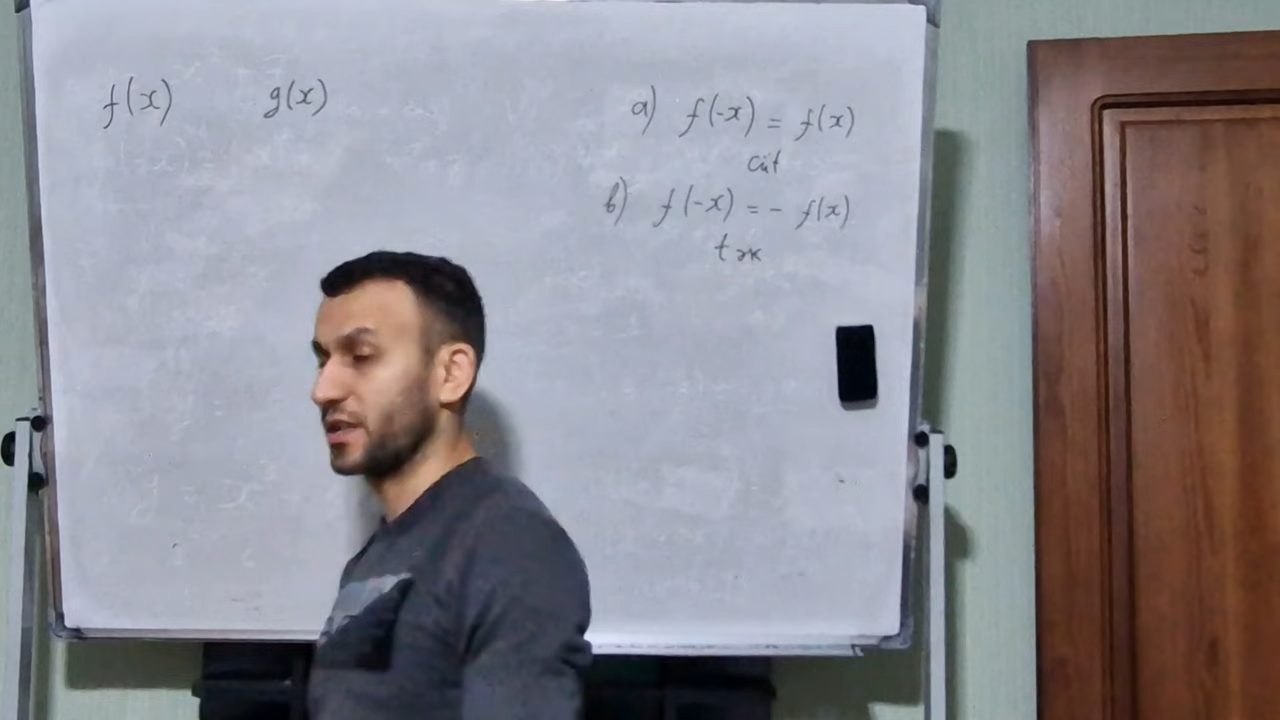 f(x) g(x)
a) f(-x) = f(x)
cüt
b) f(-x) = - f(x)
tək